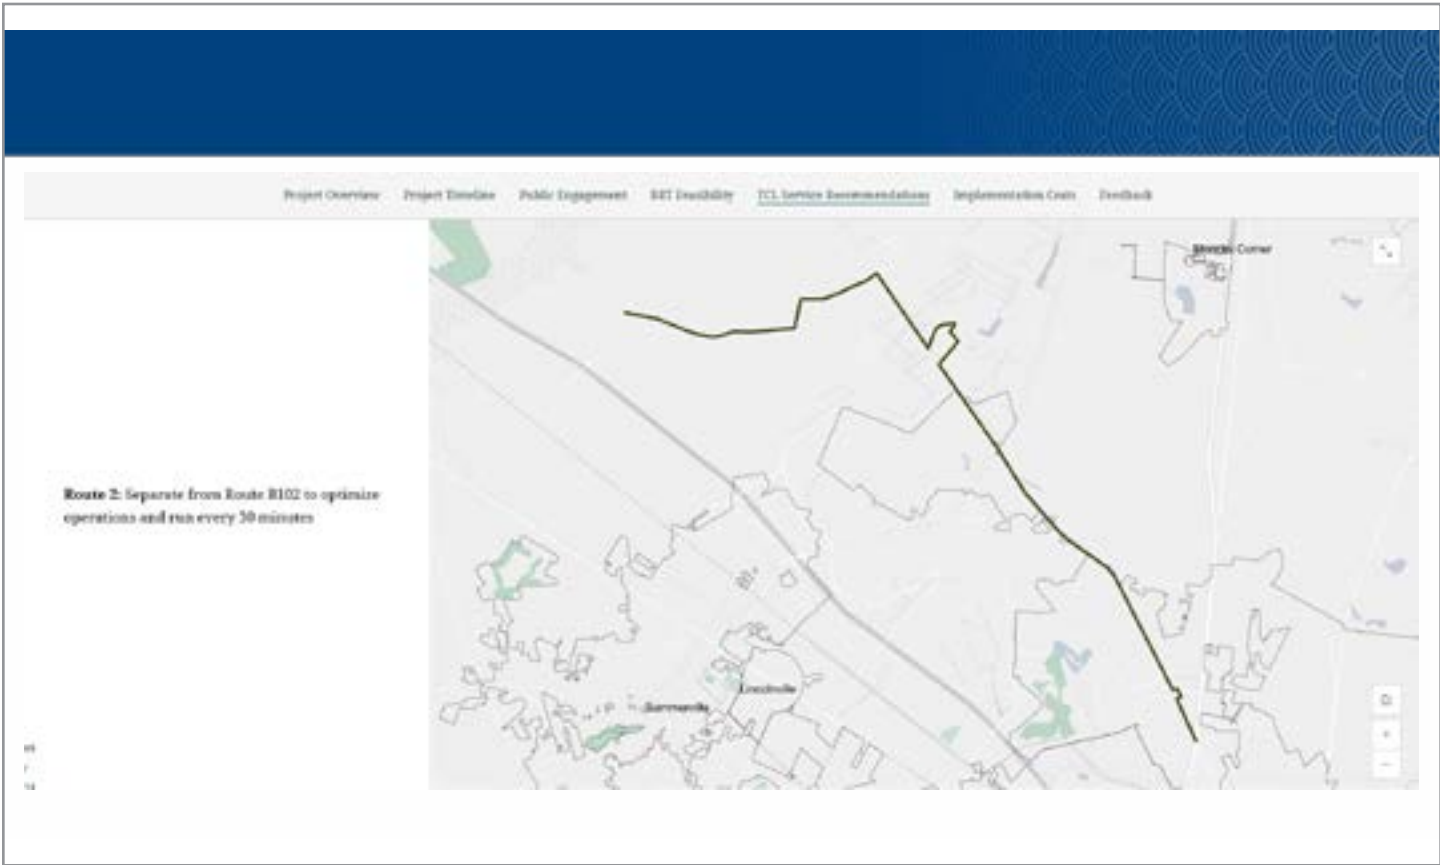 Project Overview Project Timeline Public Engagement BRT Feasibility TCL Service Recommendations Implementation Costs Feedback
Corner
Route 2: Separate from Route B102 to optimize
operations and run every 30 minutes
Lincolnville
Summerville